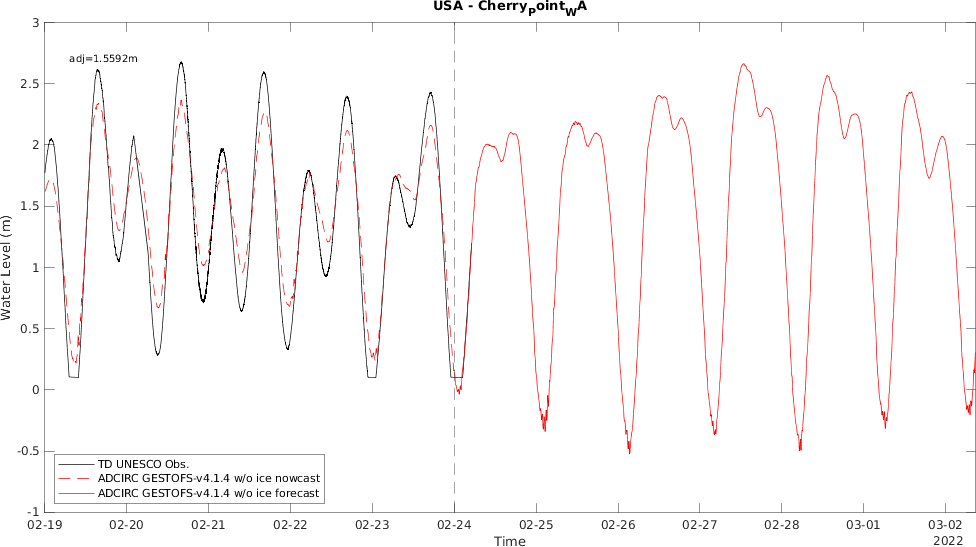 USA - Cherry_Point_WA
adj=1.5592m
3
2.5
2
1.5
1
0.5
0
-0.5
-1
Water Level (m)
TD UNESCO Obs.
ADCIRC GESTOFS-v4.1.4 w/o ice nowcast
ADCIRC GESTOFS-v4.1.4 w/o ice forecast
02-19 02-20 02-21 02-22 02-23 02-24 02-25 02-26 02-27 02-28 03-01 03-02
Time
2022